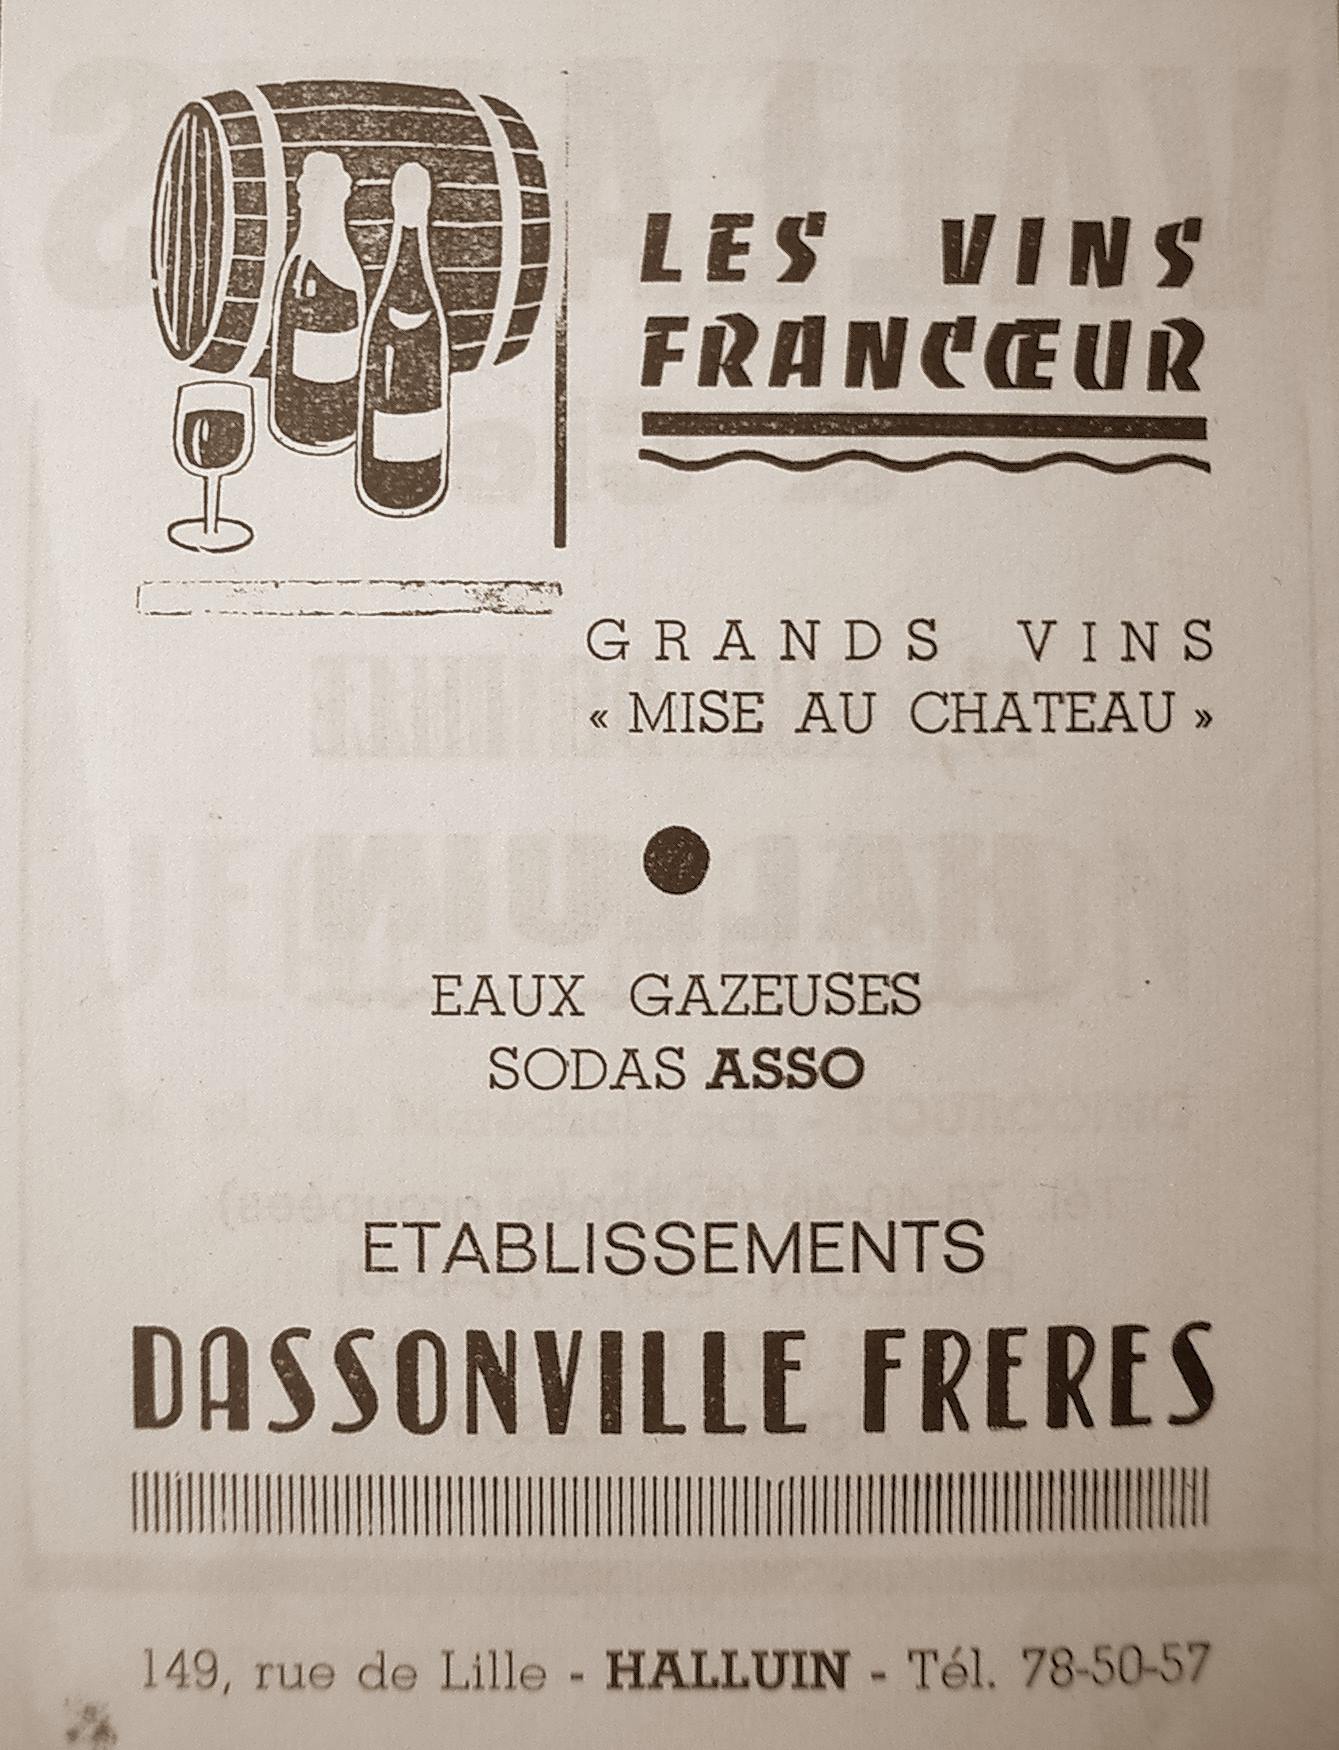 LES VINS
FRANCŒUR
GRANDS VINS
« MISE AU CHATEAU »
EAUX GAZEUSES
SODAS ASSO
ETABLISSEMENTS
DASSONVILLE FRERES
149, rue de Lille - HALLUIN - Tél. 78-50-57